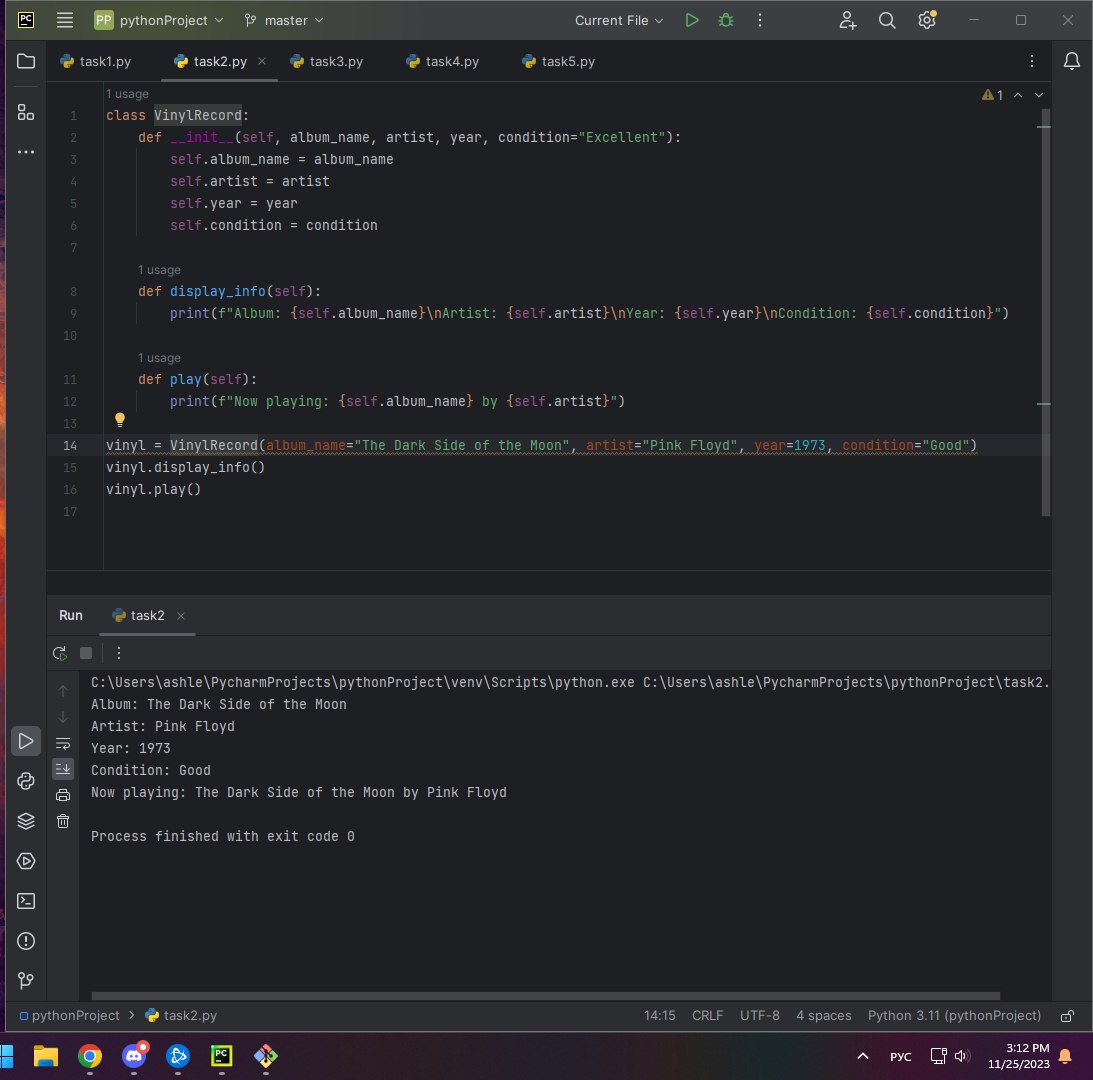 PC PP pythonProject master Current File
task1.py task2.py task3.py task4.py task5.py
1 usage 1
1 class VinylRecord:
2 def __init__(self, album_name, artist, year, condition="Excellent"):
3 self.album_name = album_name
4 self.artist = artist
5 self.year = year
6 self.condition = condition
7
1 usage
8 def display_info(self):
9 print(f"Album: {self.album_name}\nArtist: {self.artist}\nYear: {self.year}\nCondition: {self.condition}")
10
1 usage
11 def play(self):
12 print(f"Now playing: {self.album_name} by {self.artist}")
13
14 vinyl = VinylRecord(album_name="The Dark Side of the Moon", artist="Pink Floyd", year=1973, condition="Good")
15 vinyl.display_info()
16 vinyl.play()
17
Run task2
C:\Users\ashle\PycharmProjects\pythonProject\venv\Scripts\python.exe C:\Users\ashle\PycharmProjects\pythonProject\task2.
Album: The Dark Side of the Moon
Artist: Pink Floyd
Year: 1973
Condition: Good
Now playing: The Dark Side of the Moon by Pink Floyd
Process finished with exit code 0
pythonProject task2.py 14:15 CRLF UTF-8 4 spaces Python 3.11 (pythonProject)
PC РУС 3:12 PM
11/25/2023